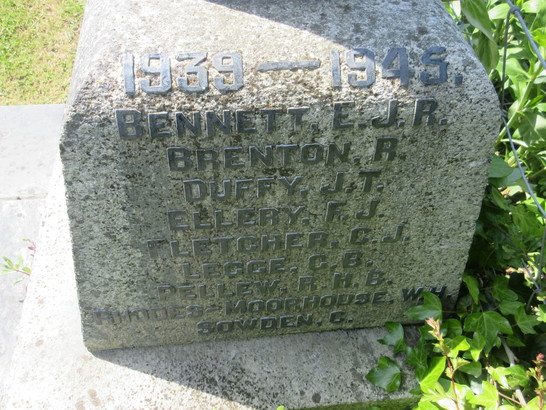 1939 — 1945.
BENNETT, E.J.R.
BRENTON, R.
DUFFY, J.T.
ELLERY, F.J.
FLETCHER, C.J.
LEGGE, C.B.
PELLEW, R.H.B.
RHODES-MOORHOUSE, W.H.
SOWDEN, C.